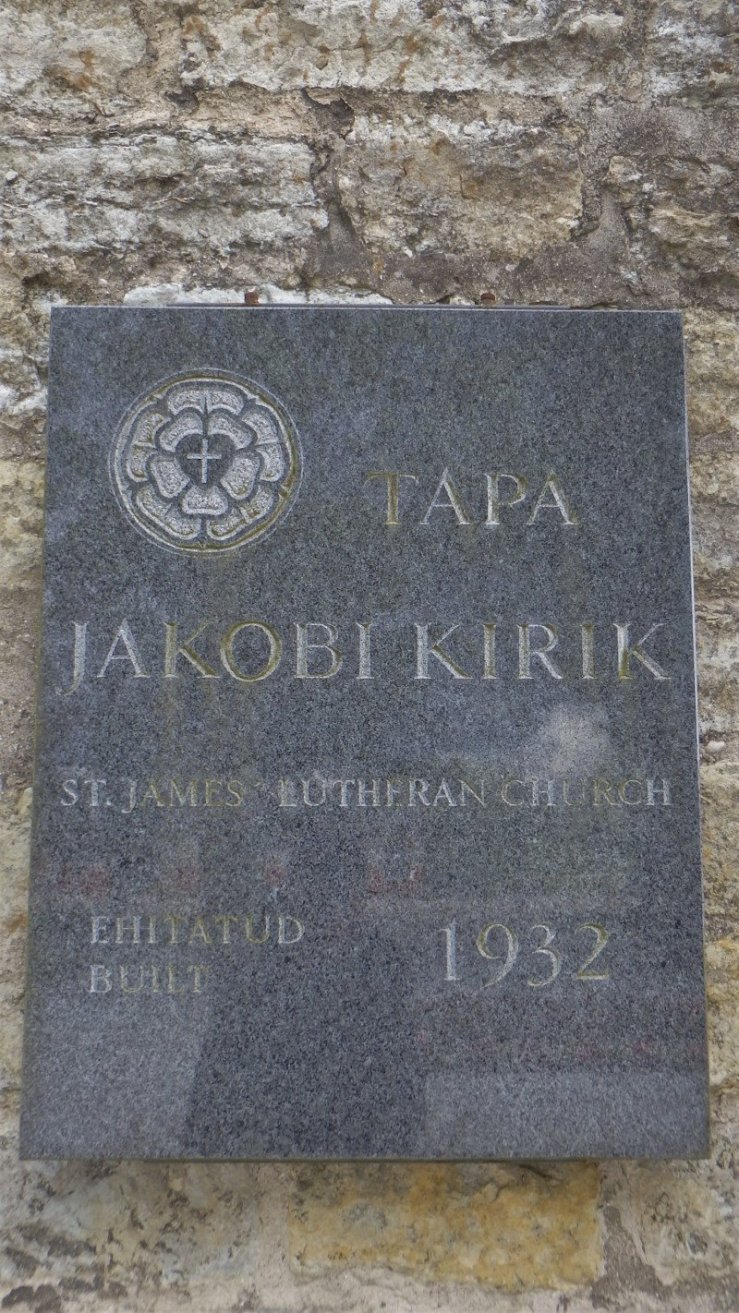 TAPA
JAKOBI KIRIK
ST. JAMES' LUTHERAN CHURCH
EHITATUD 1932
BUILT